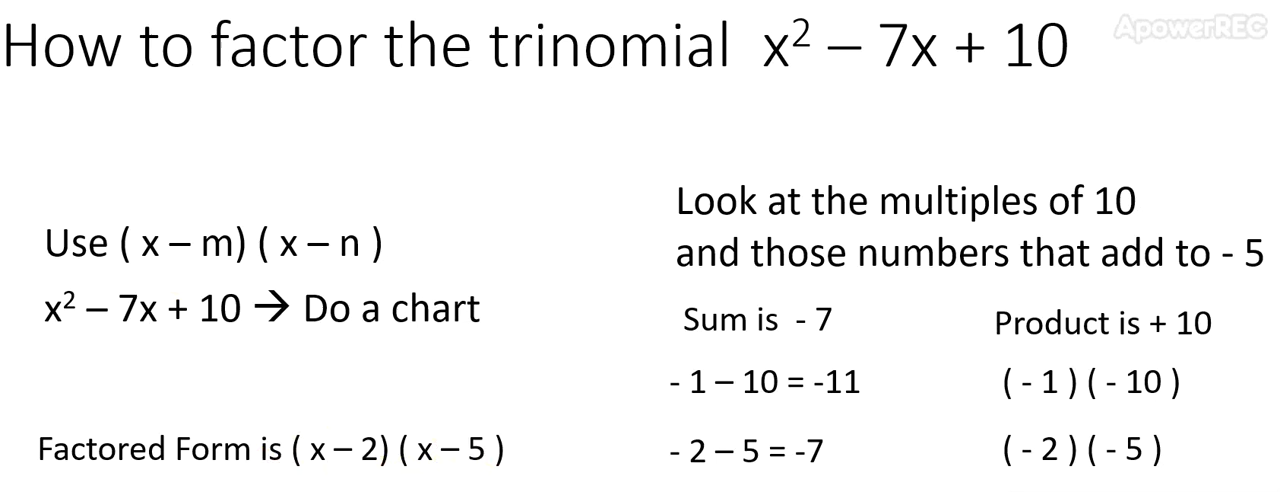 How to factor the trinomial x² – 7x + 10
ApowerREC
Use ( x – m) ( x – n )
x² – 7x + 10 → Do a chart
Factored Form is ( x – 2) ( x – 5 )
Look at the multiples of 10
and those numbers that add to - 5
Sum is - 7 Product is + 10
- 1 – 10 = -11 ( - 1 ) ( - 10 )
- 2 – 5 = -7 ( - 2 ) ( - 5 )